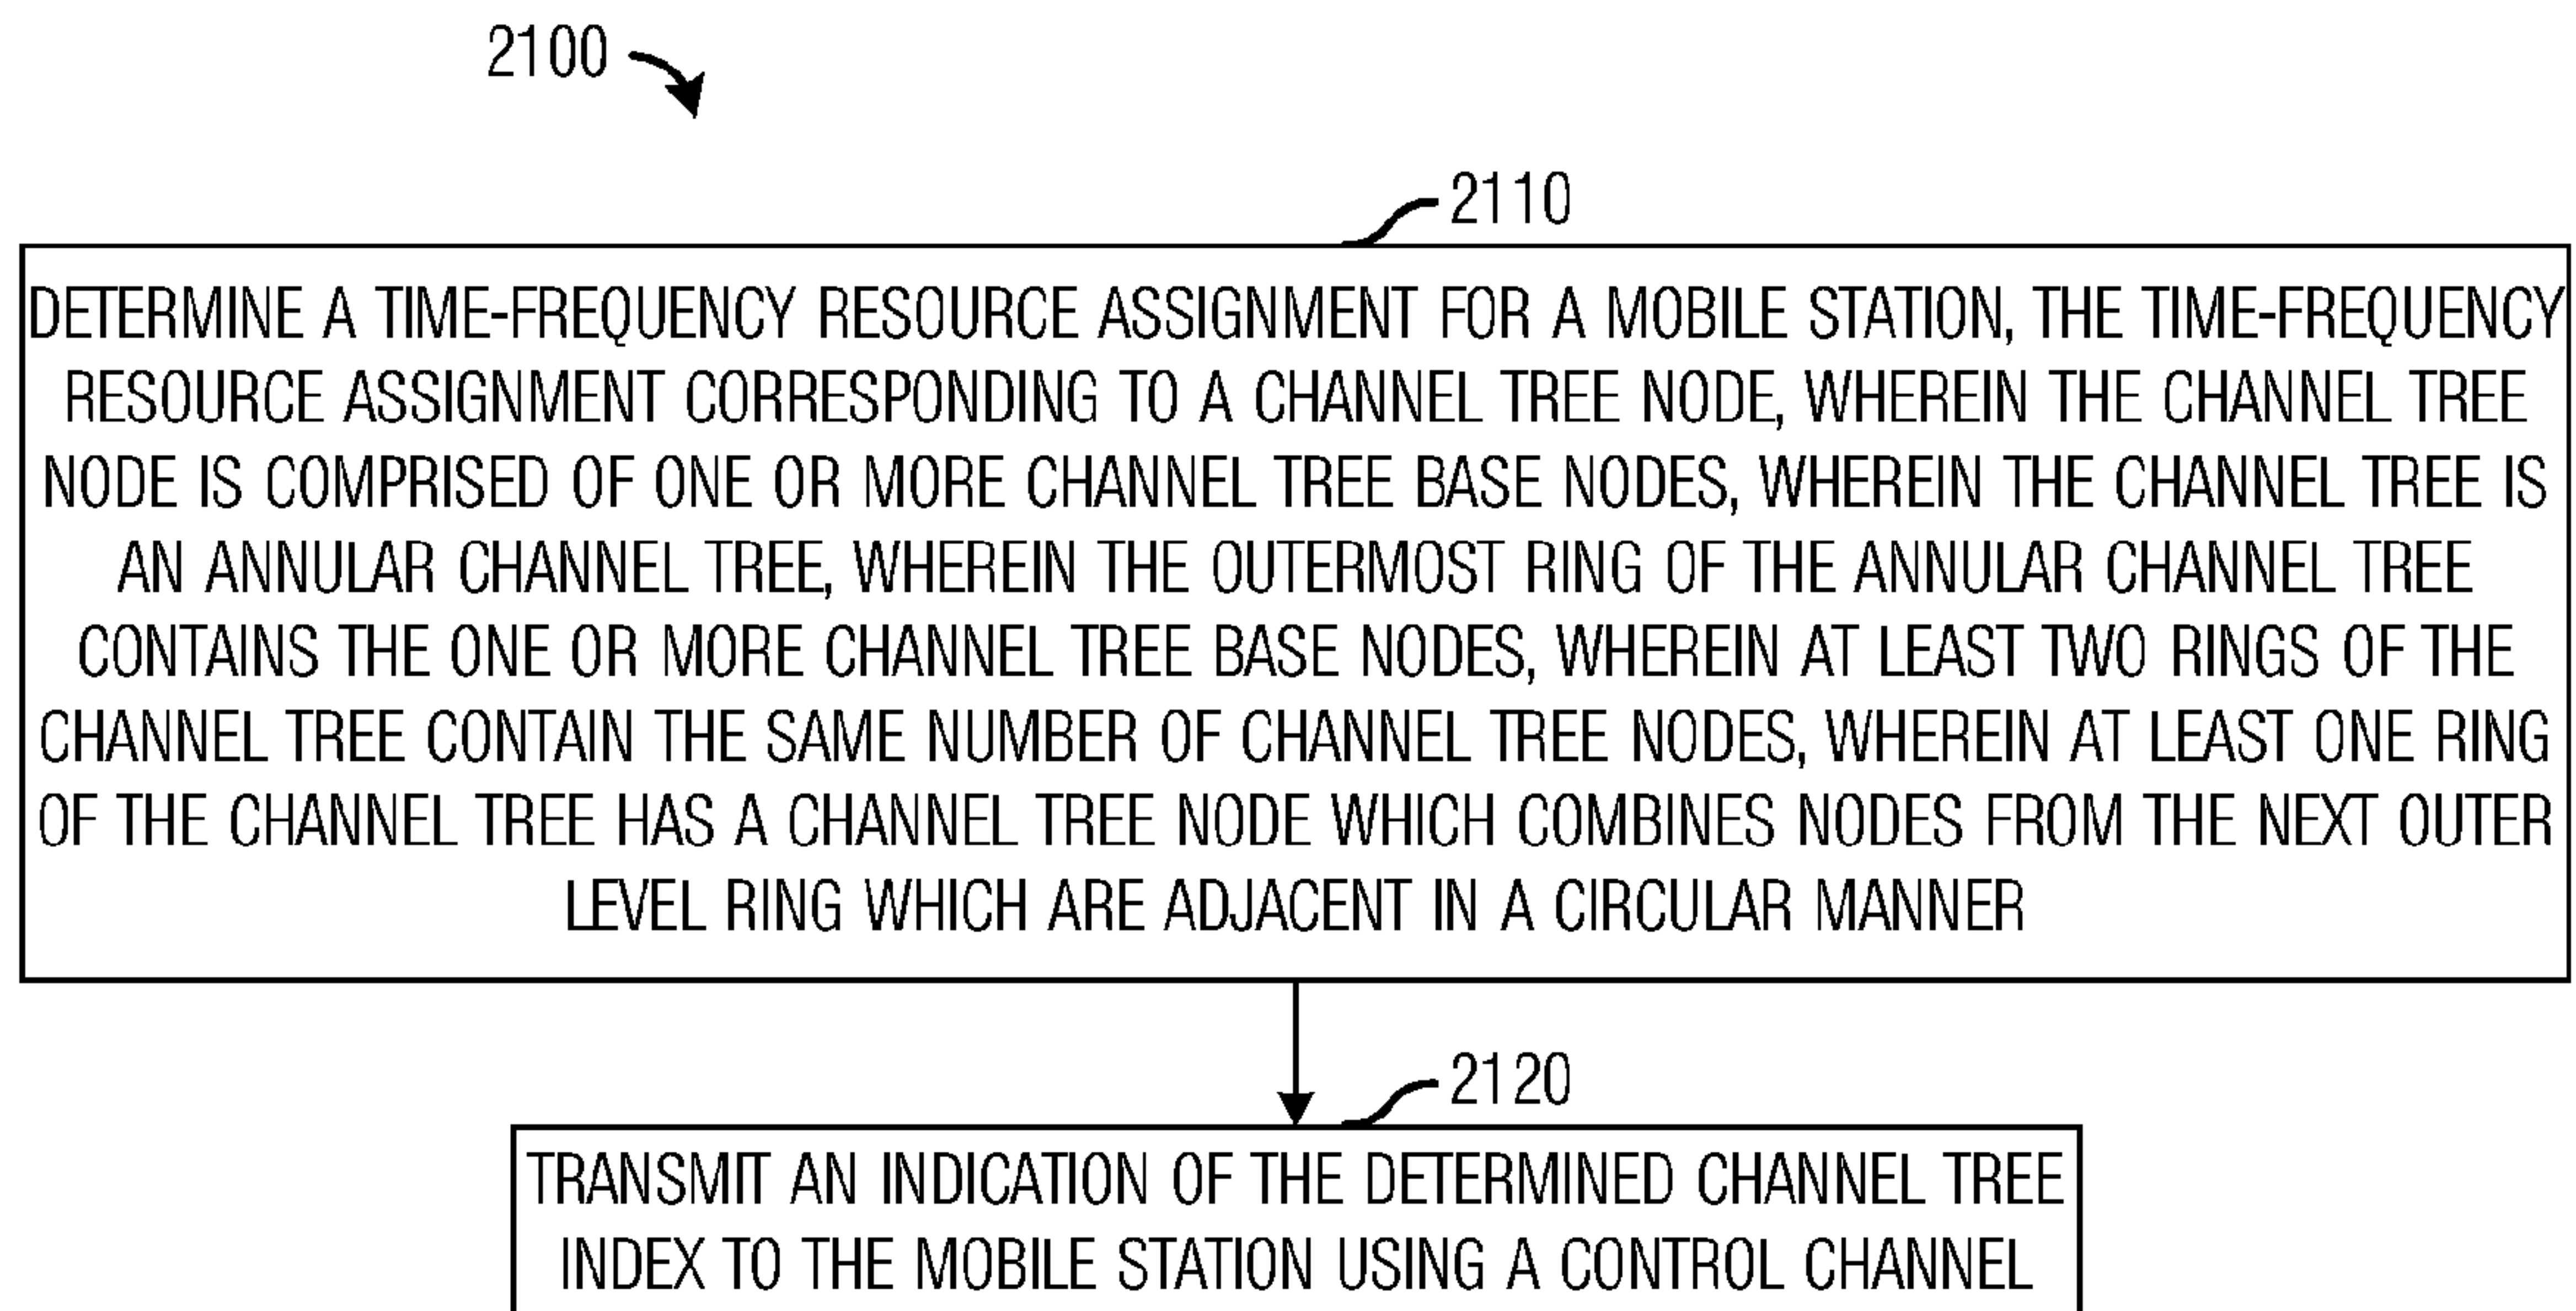 2100
2110
DETERMINE A TIME-FREQUENCY RESOURCE ASSIGNMENT FOR A MOBILE STATION, THE TIME-FREQUENCY
RESOURCE ASSIGNMENT CORRESPONDING TO A CHANNEL TREE NODE, WHEREIN THE CHANNEL TREE
NODE IS COMPRISED OF ONE OR MORE CHANNEL TREE BASE NODES, WHEREIN THE CHANNEL TREE IS
AN ANNULAR CHANNEL TREE, WHEREIN THE OUTERMOST RING OF THE ANNULAR CHANNEL TREE
CONTAINS THE ONE OR MORE CHANNEL TREE BASE NODES, WHEREIN AT LEAST TWO RINGS OF THE
CHANNEL TREE CONTAIN THE SAME NUMBER OF CHANNEL TREE NODES, WHEREIN AT LEAST ONE RING
OF THE CHANNEL TREE HAS A CHANNEL TREE NODE WHICH COMBINES NODES FROM THE NEXT OUTER
LEVEL RING WHICH ARE ADJACENT IN A CIRCULAR MANNER
2120
TRANSMIT AN INDICATION OF THE DETERMINED CHANNEL TREE
INDEX TO THE MOBILE STATION USING A CONTROL CHANNEL